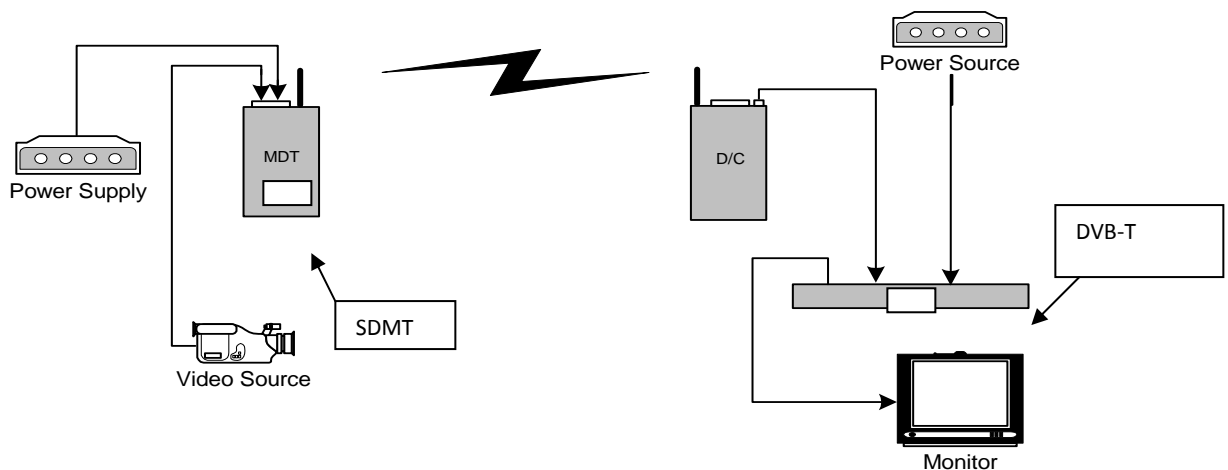 Power Supply
MDT
SDMT
Video Source
Power Source
D/C
DVB-T
Monitor